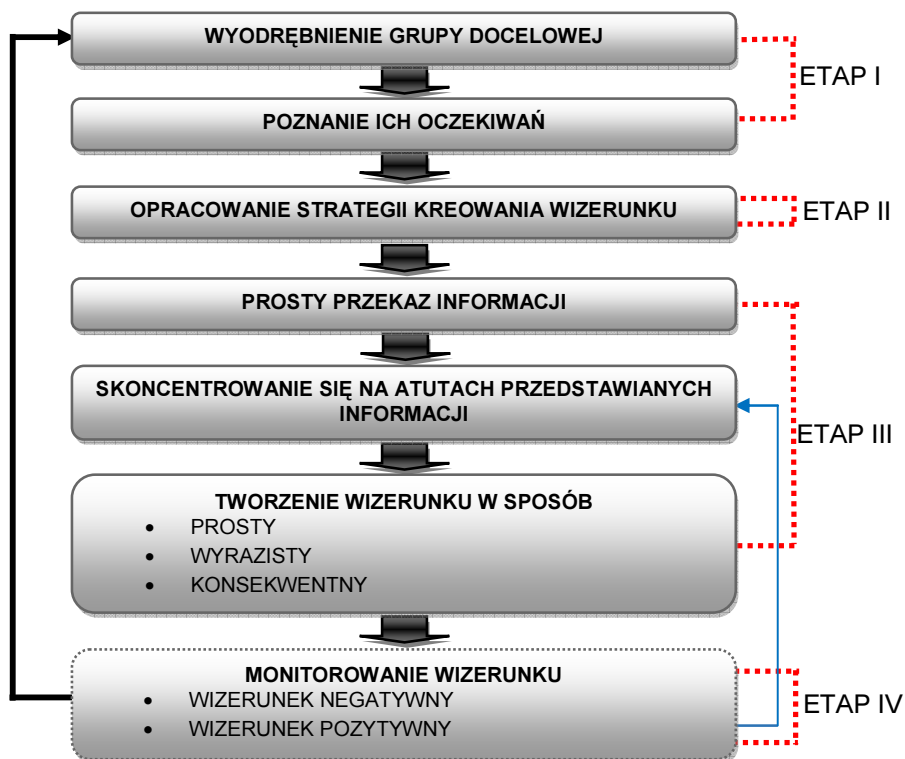 WYODRĘBNIENIE GRUPY DOCELOWEJ
ETAP I
POZNANIE ICH OCZEKIWAŃ
OPRACOWANIE STRATEGII KREOWANIA WIZERUNKU
ETAP II
PROSTY PRZEKAZ INFORMACJI
SKONCENTROWANIE SIĘ NA ATUTACH PRZEDSTAWIANYCH
INFORMACJI
ETAP III
TWORZENIE WIZERUNKU W SPOSÓB
• PROSTY
• WYRAZISTY
• KONSEKWENTNY
MONITOROWANIE WIZERUNKU
• WIZERUNEK NEGATYWNY
• WIZERUNEK POZYTYWNY
ETAP IV